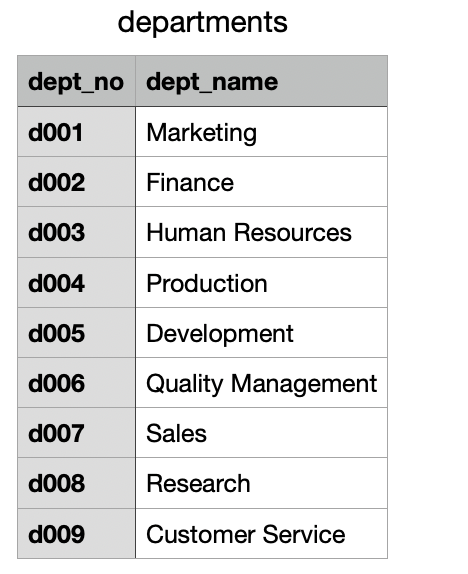 departments
dept_no dept_name
d001 Marketing
d002 Finance
d003 Human Resources
d004 Production
d005 Development
d006 Quality Management
d007 Sales
d008 Research
d009 Customer Service